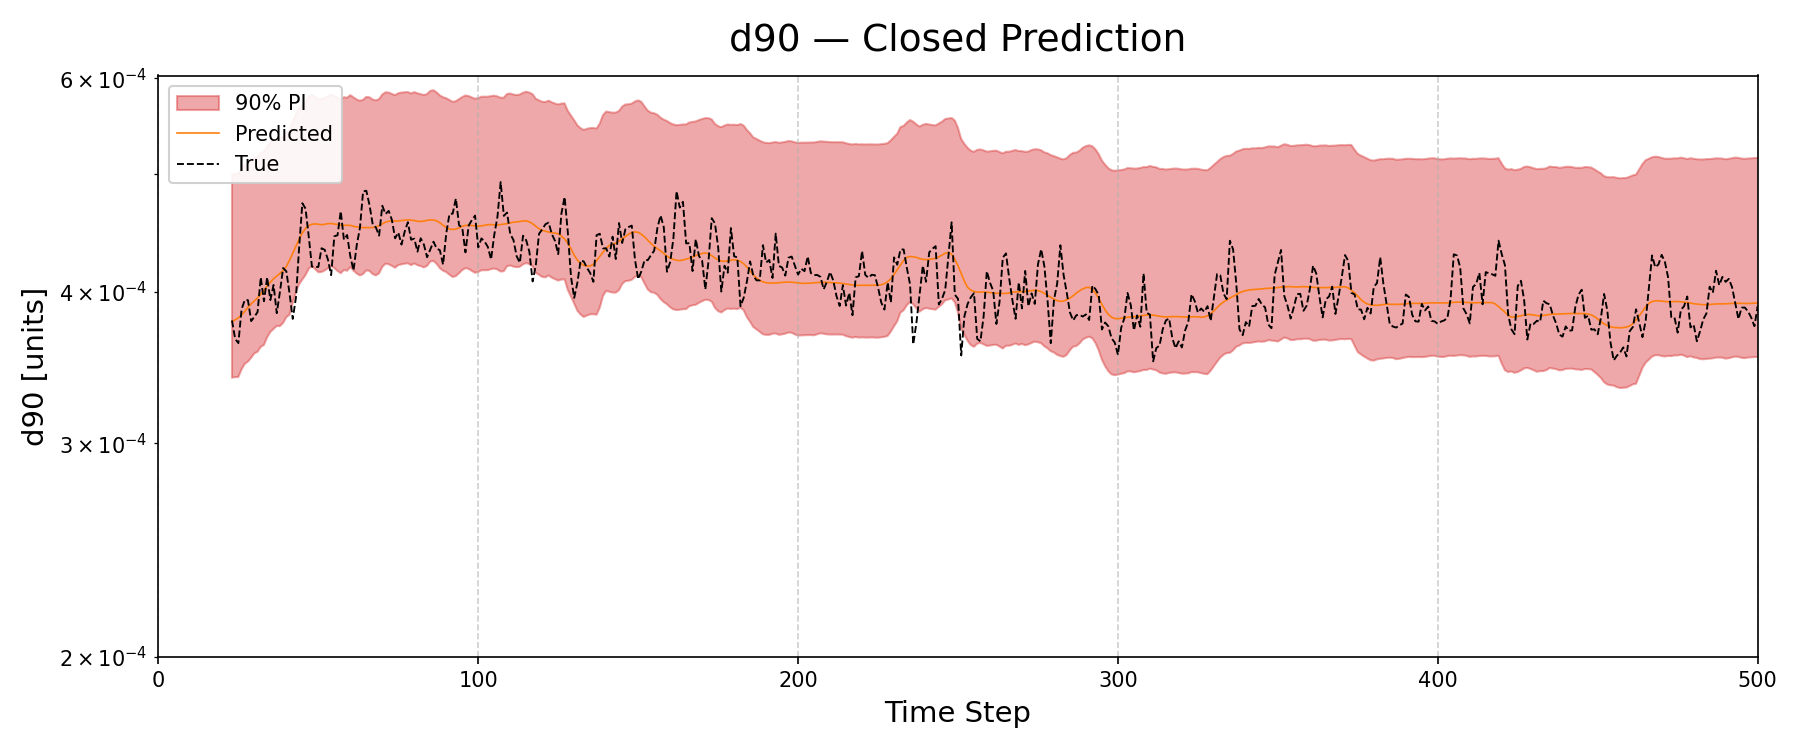 d90 — Closed Prediction
6 × 10⁻⁴
4 × 10⁻⁴
3 × 10⁻⁴
2 × 10⁻⁴
d90 [units]
90% PI
Predicted
True
0 100 200 300 400 500
Time Step